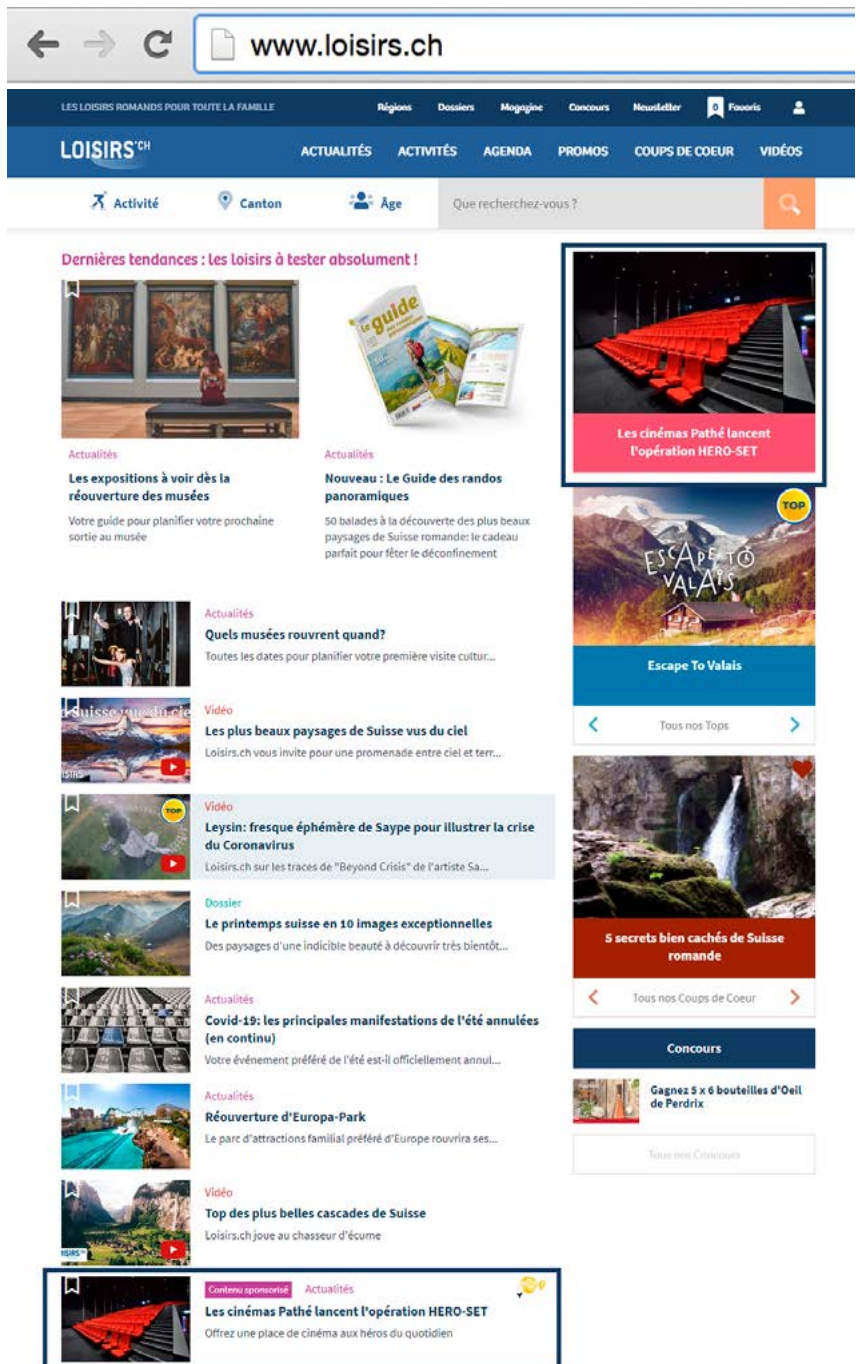 www.loisirs.ch
LES LOISIRS ROMANDS POUR TOUTE LA FAMILLE
Régions Dossiers Magazine Concours Newsletter 0 Favoris
LOISIRS.CH
ACTUALITÉS ACTIVITÉS AGENDA PROMOS COUPS DE COEUR VIDÉOS
Activité Canton Âge Que recherchez-vous ?
Dernières tendances : les loisirs à tester absolument !
Actualités
Les expositions à voir dès la
réouverture des musées
Votre guide pour planifier votre prochaine
sortie au musée
Le guide
Actualités
Nouveau : Le Guide des randos
panoramiques
50 balades à la découverte des plus beaux
paysages de Suisse romande: le cadeau
parfait pour fêter le déconfinement
Les cinémas Pathé lancent
l'opération HERO-SET
TOP
ESCAPE TO
VALAIS
Escape To Valais
Tous nos Tops
Actualités
Quels musées rouvrent quand?
Toutes les dates pour planifier votre première visite cultur...
Vidéo
Les plus beaux paysages de Suisse vus du ciel
Loisirs.ch vous invite pour une promenade entre ciel et terr...
TOP
Vidéo
Leysin: fresque éphémère de Saype pour illustrer la crise
du Coronavirus
Loisirs.ch sur les traces de "Beyond Crisis" de l'artiste Sa...
Dossier
Le printemps suisse en 10 images exceptionnelles
Des paysages d'une indicible beauté à découvrir très bientôt...
Actualités
Covid-19: les principales manifestations de l'été annulées
(en continu)
Votre événement préféré de l'été est-il officiellement annul...
Actualités
Réouverture d'Europa-Park
Le parc d'attractions familial préféré d'Europe rouvrira ses...
Vidéo
Top des plus belles cascades de Suisse
Loisirs.ch joue au chasseur d'écume
Contenu sponsorisé Actualités
Les cinémas Pathé lancent l'opération HERO-SET
Offrez une place de cinéma aux héros du quotidien
5 secrets bien cachés de Suisse
romande
Tous nos Coups de Coeur
Concours
Gagnez 5 x 6 bouteilles d'Oeil
de Perdrix
Tous nos Concours